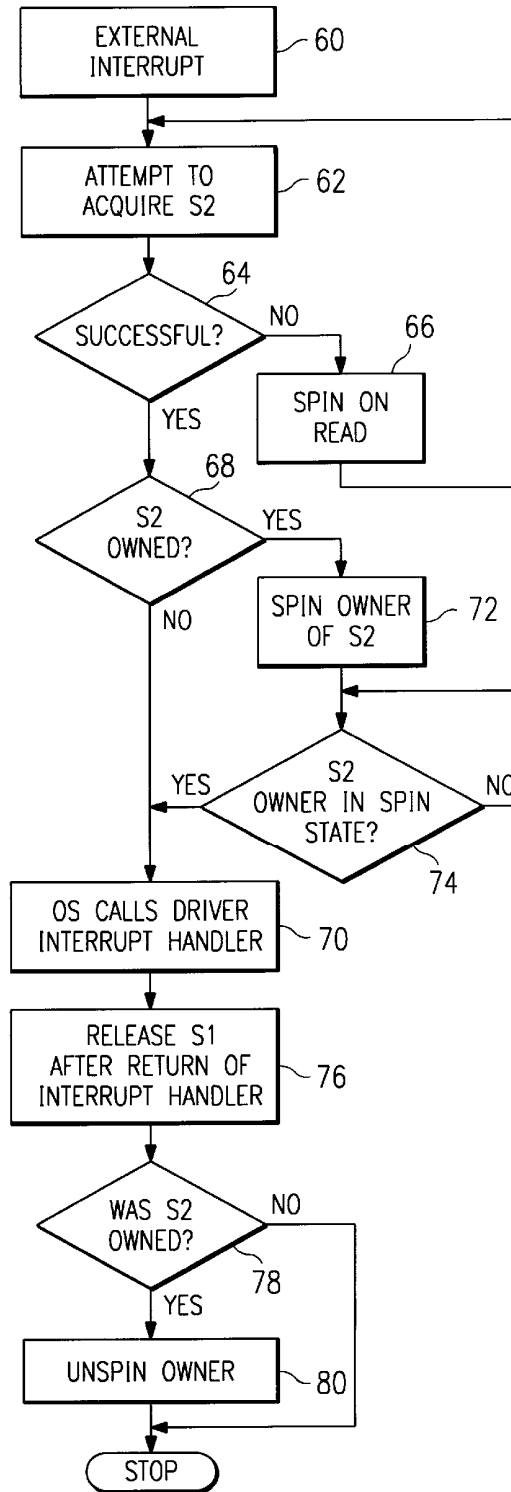 EXTERNAL
INTERRUPT
60
ATTEMPT TO
ACQUIRE S2
62
64
SUCCESSFUL?
NO
YES
66
SPIN ON
READ
68
S2
OWNED?
YES
NO
SPIN OWNER
OF S2
72
S2
OWNER IN SPIN
STATE?
YES
NO
74
OS CALLS DRIVER
INTERRUPT HANDLER
70
RELEASE S1
AFTER RETURN OF
INTERRUPT HANDLER
76
WAS S2
OWNED?
NO
78
YES
UNSPIN OWNER
80
STOP